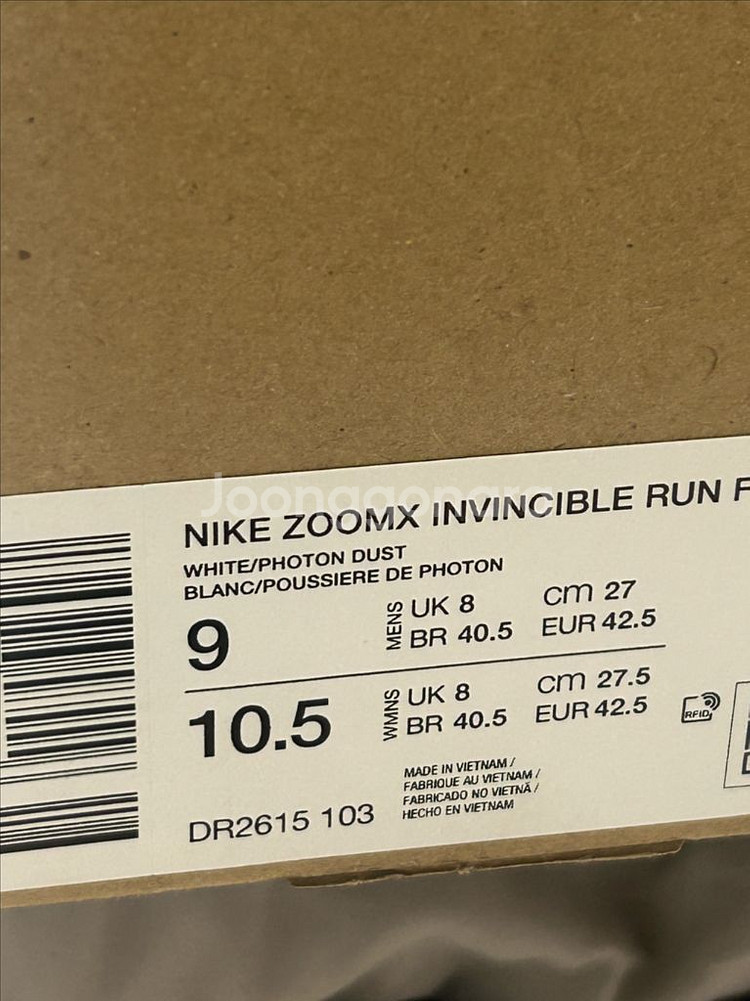 Joonggonara
NIKE ZOOMX INVINCIBLE RUN F
WHITE/PHOTON DUST
BLANC/POUSSIERE DE PHOTON
9
MENS
UK 8
cm 27
BR 40.5
EUR 42.5
10.5
WMNS
UK 8
cm 27.5
BR 40.5
EUR 42.5
RFID
MADE IN VIETNAM /
FABRIQUE AU VIETNAM /
FABRICADO NO VIETNÃ /
HECHO EN VIETNAM
DR2615 103